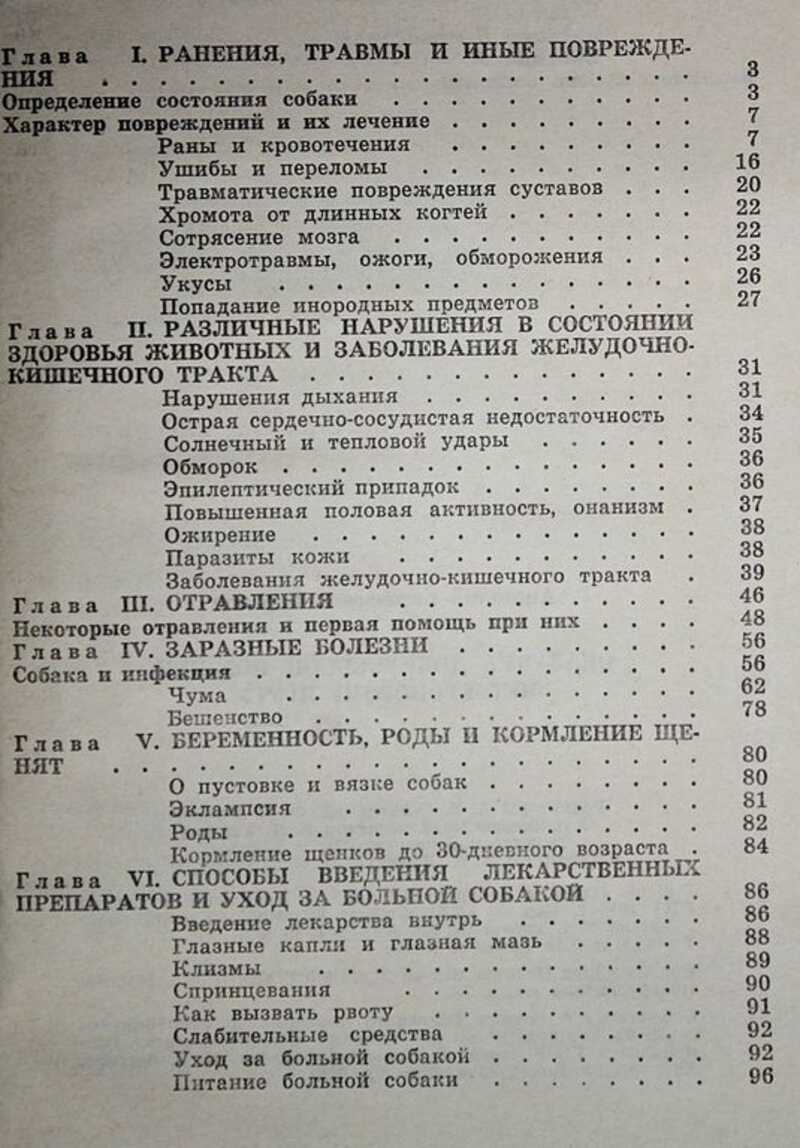 Глава I. РАНЕНИЯ, ТРАВМЫ И ИНЫЕ ПОВРЕЖДЕ-
НИЯ . . . . . . . . . . . . . . . . . . 3
Определение состояния собаки . . . . . . . . . . . 3
Характер повреждений и их лечение . . . . . . . . . 7
Раны и кровотечения . . . . . . . . . 7
Ушибы и переломы . . . . . . . . . . 16
Травматические повреждения суставов . . . 20
Хромота от длинных когтей . . . . . . . 22
Сотрясение мозга . . . . . . . . . . . 22
Электротравмы, ожоги, обморожения . . . 23
Укусы . . . . . . . . . . . . . . 26
Попадание инородных предметов . . . . . 27
Глава II. РАЗЛИЧНЫЕ НАРУШЕНИЯ В СОСТОЯНИИ
ЗДОРОВЬЯ ЖИВОТНЫХ И ЗАБОЛЕВАНИЯ ЖЕЛУДОЧНО-
КИШЕЧНОГО ТРАКТА . . . . . . . . . . . . . . 31
Нарушения дыхания . . . . . . . . . . 31
Острая сердечно-сосудистая недостаточность . 34
Солнечный и тепловой удары . . . . . . 35
Обморок . . . . . . . . . . . . . . . 36
Эпилептический припадок . . . . . . . . 36
Повышенная половая активность, онанизм . 37
Ожирение . . . . . . . . . . . . . . 38
Паразиты кожи . . . . . . . . . . . 38
Заболевания желудочно-кишечного тракта . 39
Глава III. ОТРАВЛЕНИЯ . . . . . . . . . . . 46
Некоторые отравления и первая помощь при них . . . . 48
Глава IV. ЗАРАЗНЫЕ БОЛЕЗНИ . . . . . . . . . 56
Собака и инфекция . . . . . . . . . . . . . . . . 56
Чума . . . . . . . . . . . . . . . 62
Бешенство . . . . . . . . . . . . . . 78
Глава V. БЕРЕМЕННОСТЬ, РОДЫ И КОРМЛЕНИЕ ЩЕ-
НЯТ . . . . . . . . . . . . . . . . . . . . . 80
О пустовке и вязке собак . . . . . . . . 80
Эклампсия . . . . . . . . . . . . . 81
Роды . . . . . . . . . . . . . . . 82
Кормление щенков до 30-дневного возраста . 84
Глава VI. СПОСОБЫ ВВЕДЕНИЯ ЛЕКАРСТВЕННЫХ
ПРЕПАРАТОВ И УХОД ЗА БОЛЬНОЙ СОБАКОЙ . . . . 86
Введение лекарства внутрь . . . . . . . 86
Глазные капли и глазная мазь . . . . . 88
Клизмы . . . . . . . . . . . . . . 89
Спринцевания . . . . . . . . . . . 90
Как вызвать рвоту . . . . . . . . . . 91
Слабительные средства . . . . . . . . 92
Уход за больной собакой . . . . . . . . 92
Питание больной собаки . . . . . . . . 96